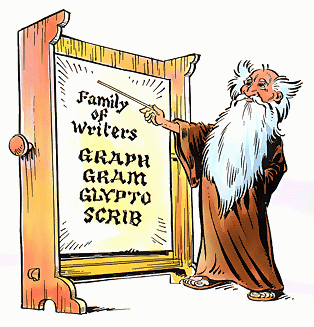 Family
of
Writers
GRAPH
GRAM
GLYPTO
SCRIB